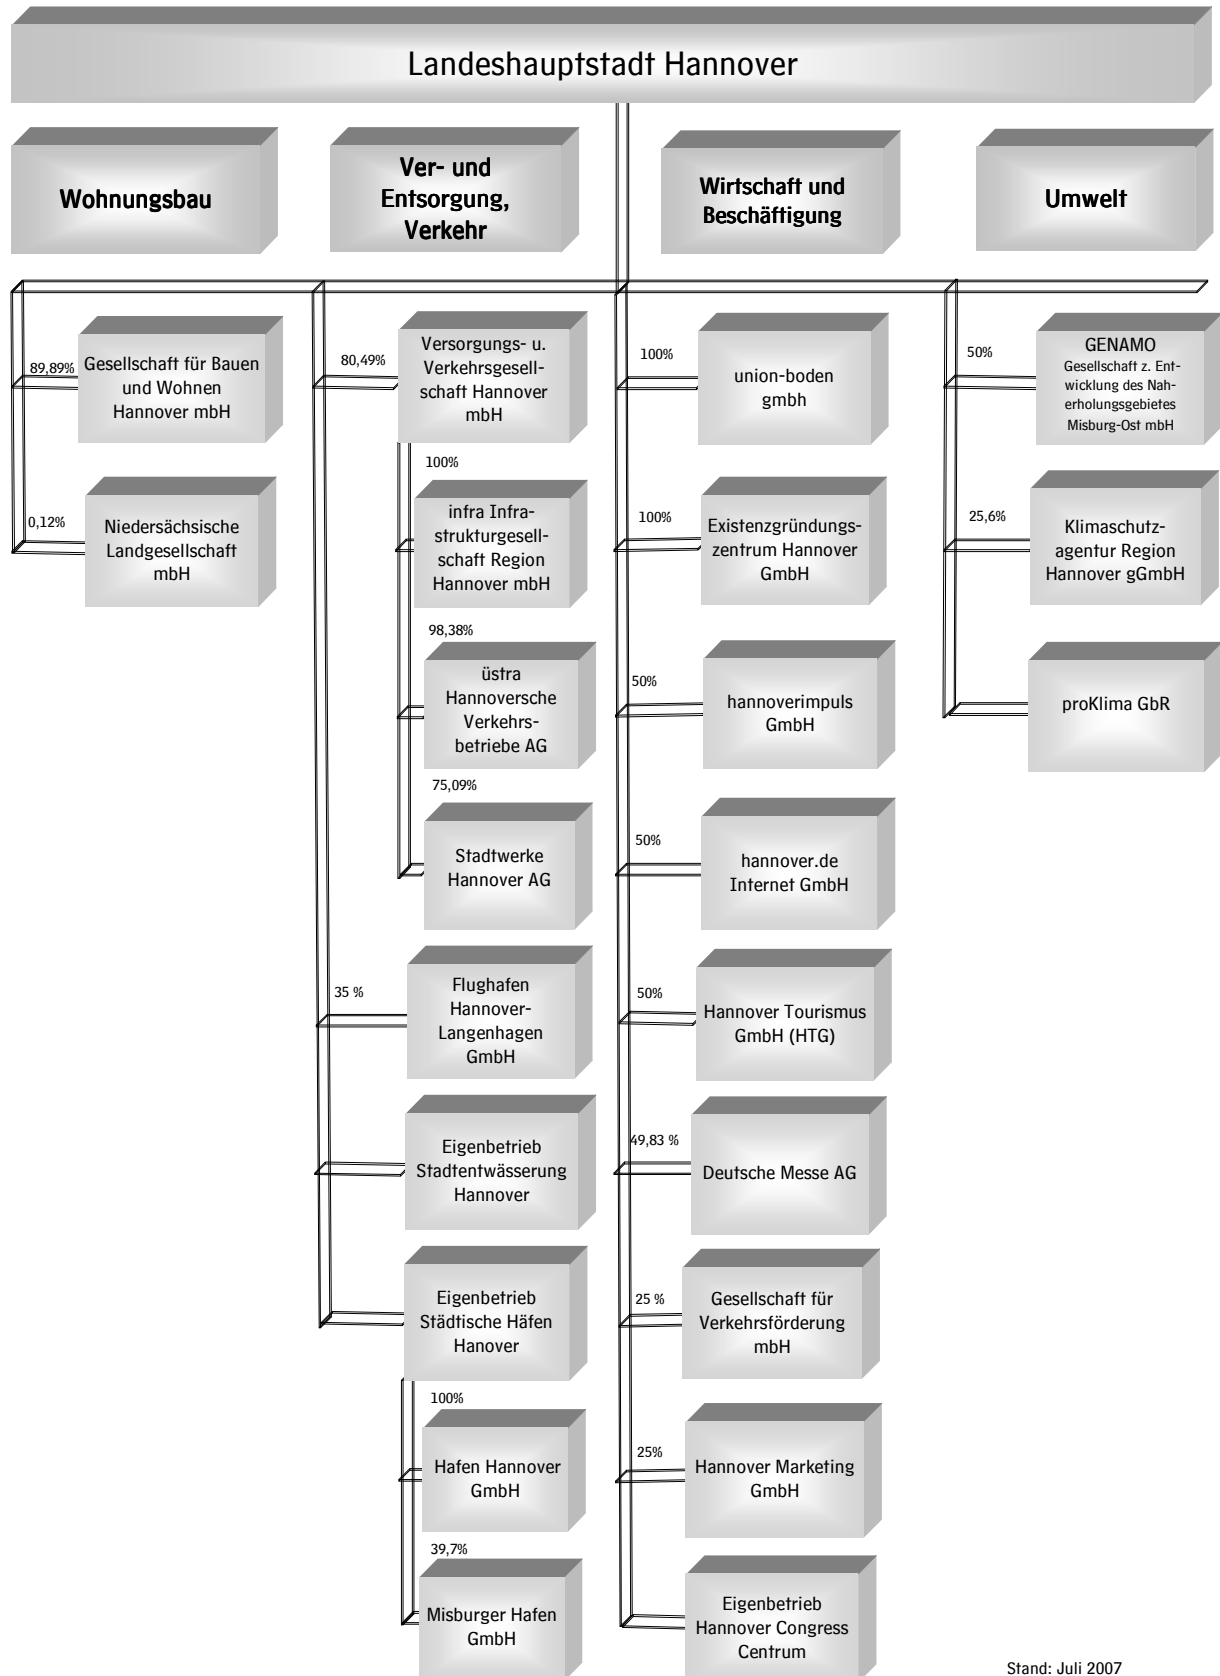 Landeshauptstadt Hannover
Wohnungsbau
Ver- und
Entsorgung,
Verkehr
Wirtschaft und
Beschäftigung
Umwelt
89,89%
Gesellschaft für Bauen
und Wohnen
Hannover mbH
0,12%
Niedersächsische
Landgesellschaft
mbH
80,49%
Versorgungs- u.
Verkehrsgesell-
schaft Hannover
mbH
100%
infra Infra-
strukturgesell-
schaft Region
Hannover mbH
98,38%
üstra
Hannoversche
Verkehrs-
betriebe AG
75,09%
Stadtwerke
Hannover AG
35 %
Flughafen
Hannover-
Langenhagen
GmbH
Eigenbetrieb
Stadtentwässerung
Hannover
Eigenbetrieb
Städtische Häfen
Hanover
100%
Hafen Hannover
GmbH
39,7%
Misburger Hafen
GmbH
100%
union-boden
gmbh
100%
Existenzgründungs-
zentrum Hannover
GmbH
50%
hannoverimpuls
GmbH
50%
hannover.de
Internet GmbH
50%
Hannover Tourismus
GmbH (HTG)
49,83 %
Deutsche Messe AG
25 %
Gesellschaft für
Verkehrsförderung
mbH
25%
Hannover Marketing
GmbH
Eigenbetrieb
Hannover Congress
Centrum
50%
GENAMO
Gesellschaft z. Ent-
wicklung des Nah-
erholungsgebietes
Misburg-Ost mbH
25,6%
Klimaschutz-
agentur Region
Hannover gGmbH
proKlima GbR
Stand: Juli 2007